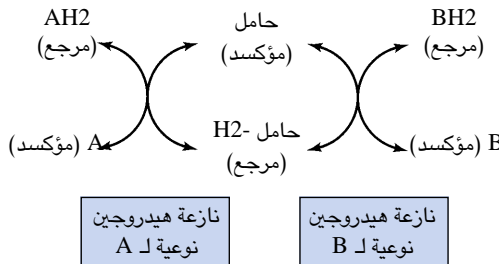 AH2
(مرجع)
حامل
(مؤكسد)
BH2
(مرجع)
A (مؤكسد)
حامل -H2
(مرجع)
B (مؤكسد)
نازعة هيدروجين
نوعية لـ A
نازعة هيدروجين
نوعية لـ B